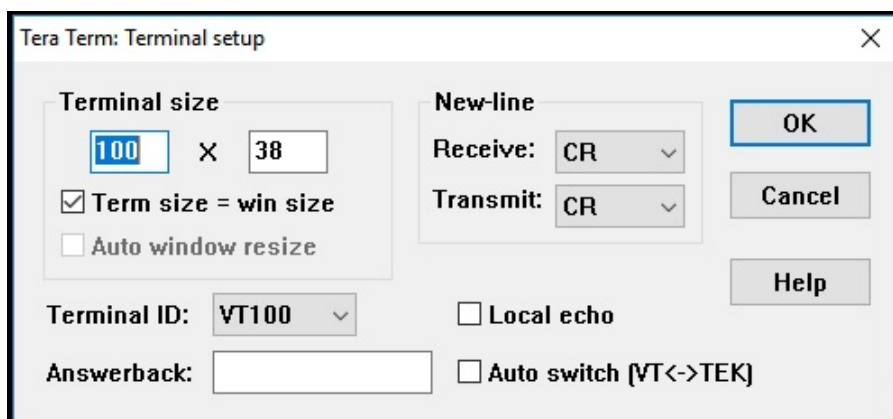 Tera Term: Terminal setup
Terminal size
100 X 38
Term size = win size
Auto window resize
New-line
Receive: CR
Transmit: CR
OK
Cancel
Help
Terminal ID: VT100
Local echo
Answerback:
Auto switch (VT<->TEK)